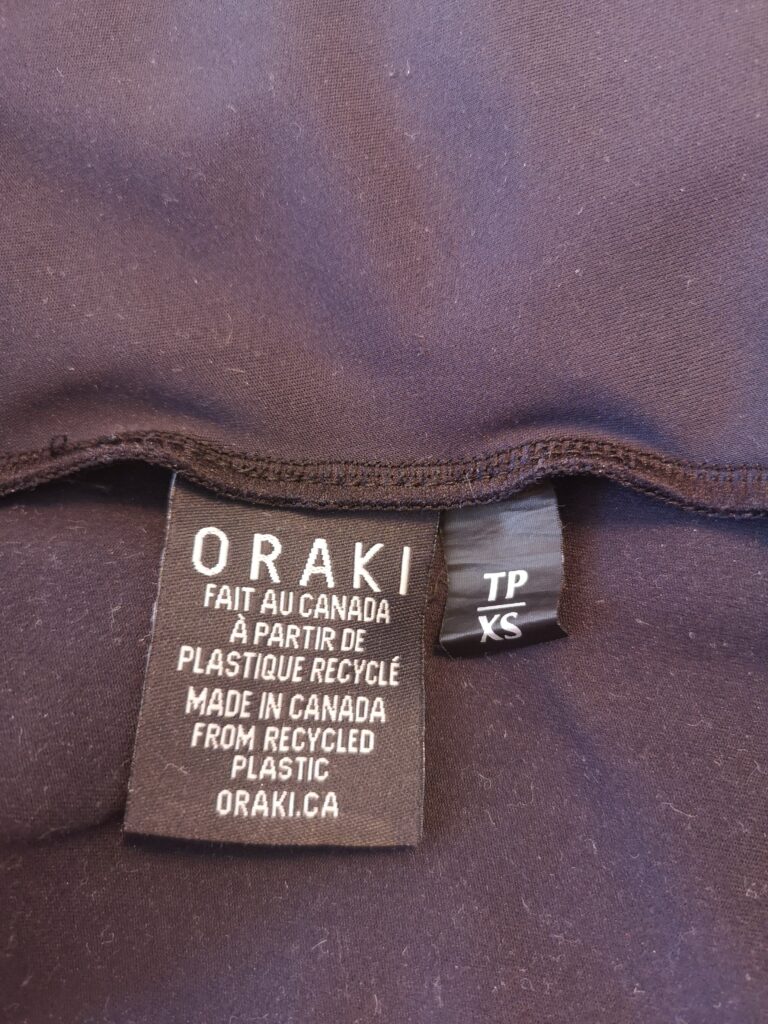 ORAKI
FAIT AU CANADA
À PARTIR DE
PLASTIQUE RECYCLÉ
MADE IN CANADA
FROM RECYCLED
PLASTIC
ORAKI.CA
TP
XS